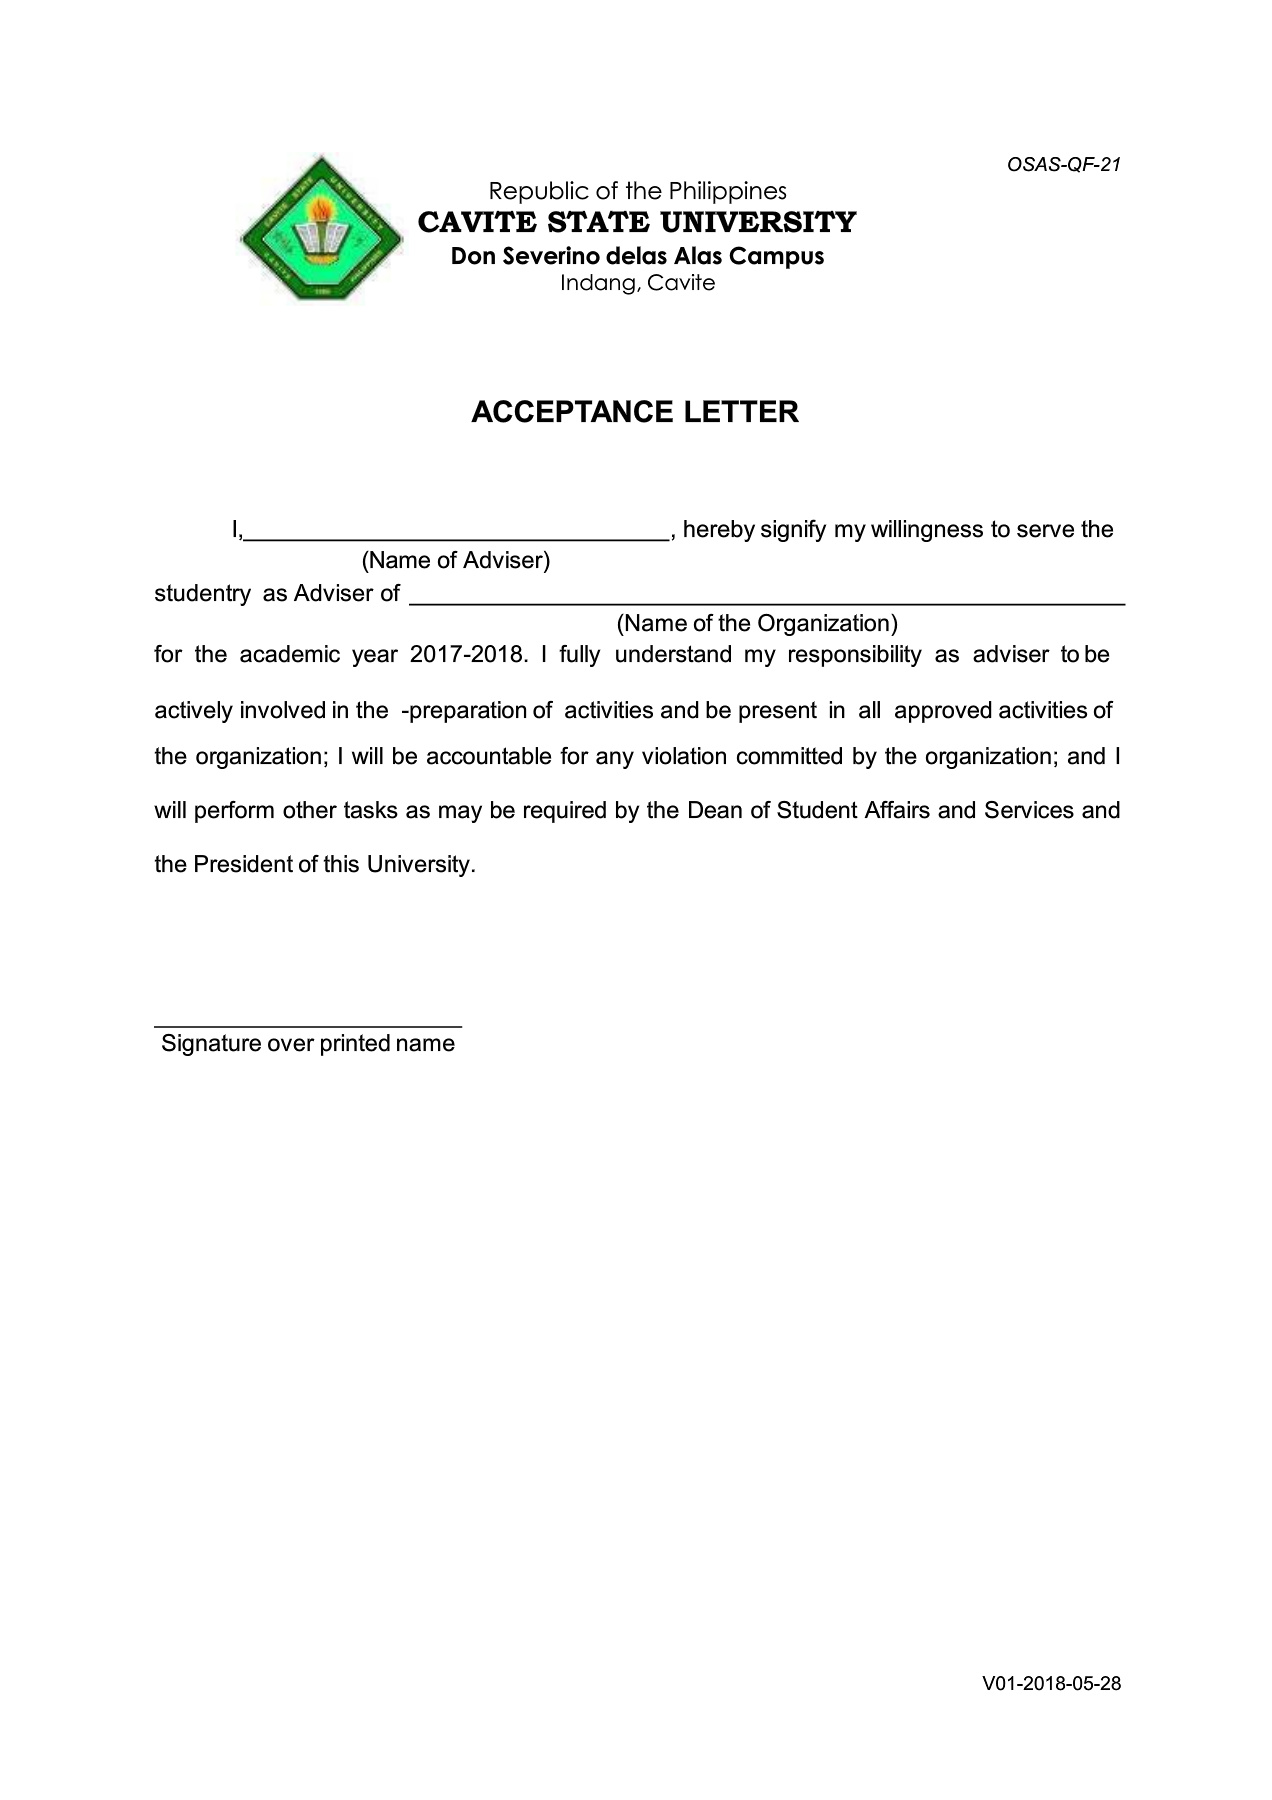 OSAS-QF-21
Republic of the Philippines
CAVITE STATE UNIVERSITY
Don Severino delas Alas Campus
Indang, Cavite
CAVITE STATE UNIVERSITY
CAVITE PHILIPPINES
ACCEPTANCE LETTER
I,___________________________________, hereby signify my willingness to serve the
(Name of Adviser)
studentry as Adviser of ___________________________________________________________
(Name of the Organization)
for the academic year 2017-2018. I fully understand my responsibility as adviser to be
actively involved in the -preparation of activities and be present in all approved activities of
the organization; I will be accountable for any violation committed by the organization; and I
will perform other tasks as may be required by the Dean of Student Affairs and Services and
the President of this University.
_________________________
Signature over printed name
V01-2018-05-28